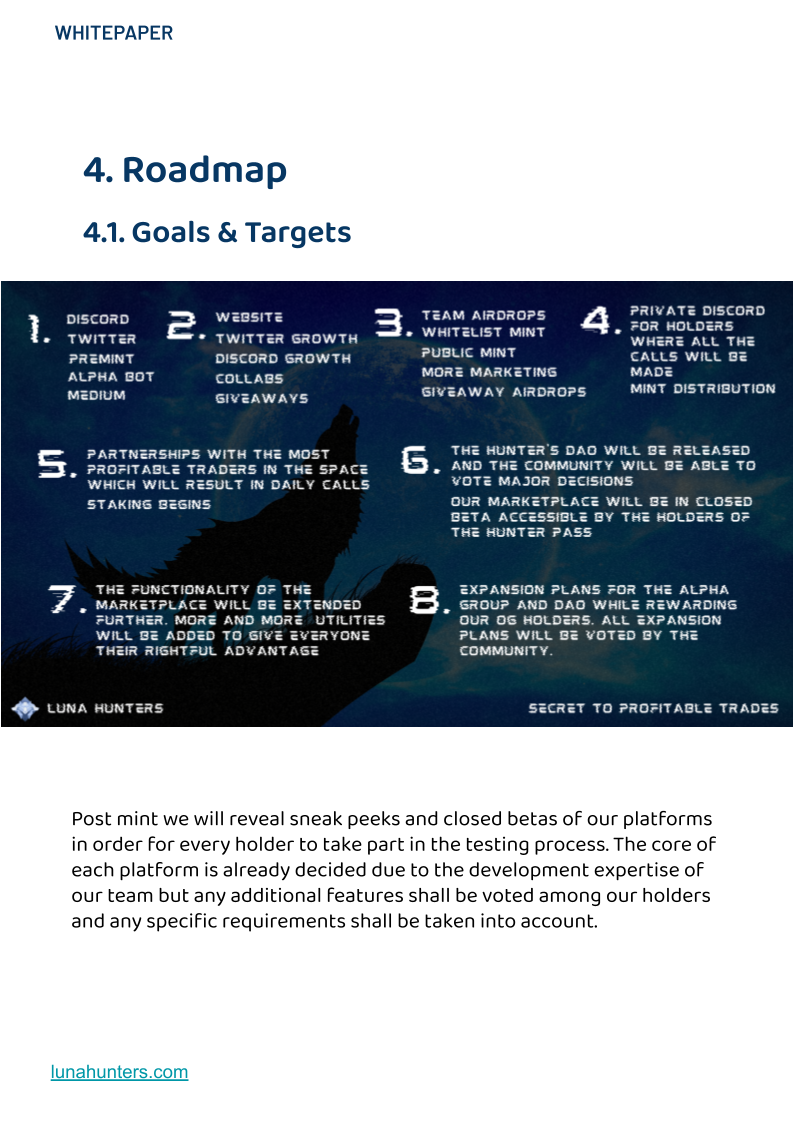 WHITEPAPER
4. Roadmap
4.1. Goals & Targets
1.
DISCORD
TWITTER
PREMINT
ALPHA BOT
MEDIUM
2.
WEBSITE
TWITTER GROWTH
DISCORD GROWTH
COLLABS
GIVEAWAYS
3.
TEAM AIRDROPS
WHITELIST MINT
PUBLIC MINT
MORE MARKETING
GIVEAWAY AIRDROPS
4.
PRIVATE DISCORD
FOR HOLDERS
WHERE ALL THE
CALLS WILL BE
MADE
MINT DISTRIBUTION
5.
PARTNERSHIPS WITH THE MOST
PROFITABLE TRADERS IN THE SPACE
WHICH WILL RESULT IN DAILY CALLS
STAKING BEGINS
6.
THE HUNTER'S DAO WILL BE RELEASED
AND THE COMMUNITY WILL BE ABLE TO
VOTE MAJOR DECISIONS
OUR MARKETPLACE WILL BE IN CLOSED
BETA ACCESSIBLE BY THE HOLDERS OF
THE HUNTER PASS
7.
THE FUNCTIONALITY OF THE
MARKETPLACE WILL BE EXTENDED
FURTHER. MORE AND MORE UTILITIES
WILL BE ADDED TO GIVE EVERYONE
THEIR RIGHTFUL ADVANTAGE
8.
EXPANSION PLANS FOR THE ALPHA
GROUP AND DAO WHILE REWARDING
OUR OG HOLDERS. ALL EXPANSION
PLANS WILL BE VOTED BY THE
COMMUNITY.
LUNA HUNTERS
SECRET TO PROFITABLE TRADES
Post mint we will reveal sneak peeks and closed betas of our platforms
in order for every holder to take part in the testing process. The core of
each platform is already decided due to the development expertise of
our team but any additional features shall be voted among our holders
and any specific requirements shall be taken into account.
lunahunters.com